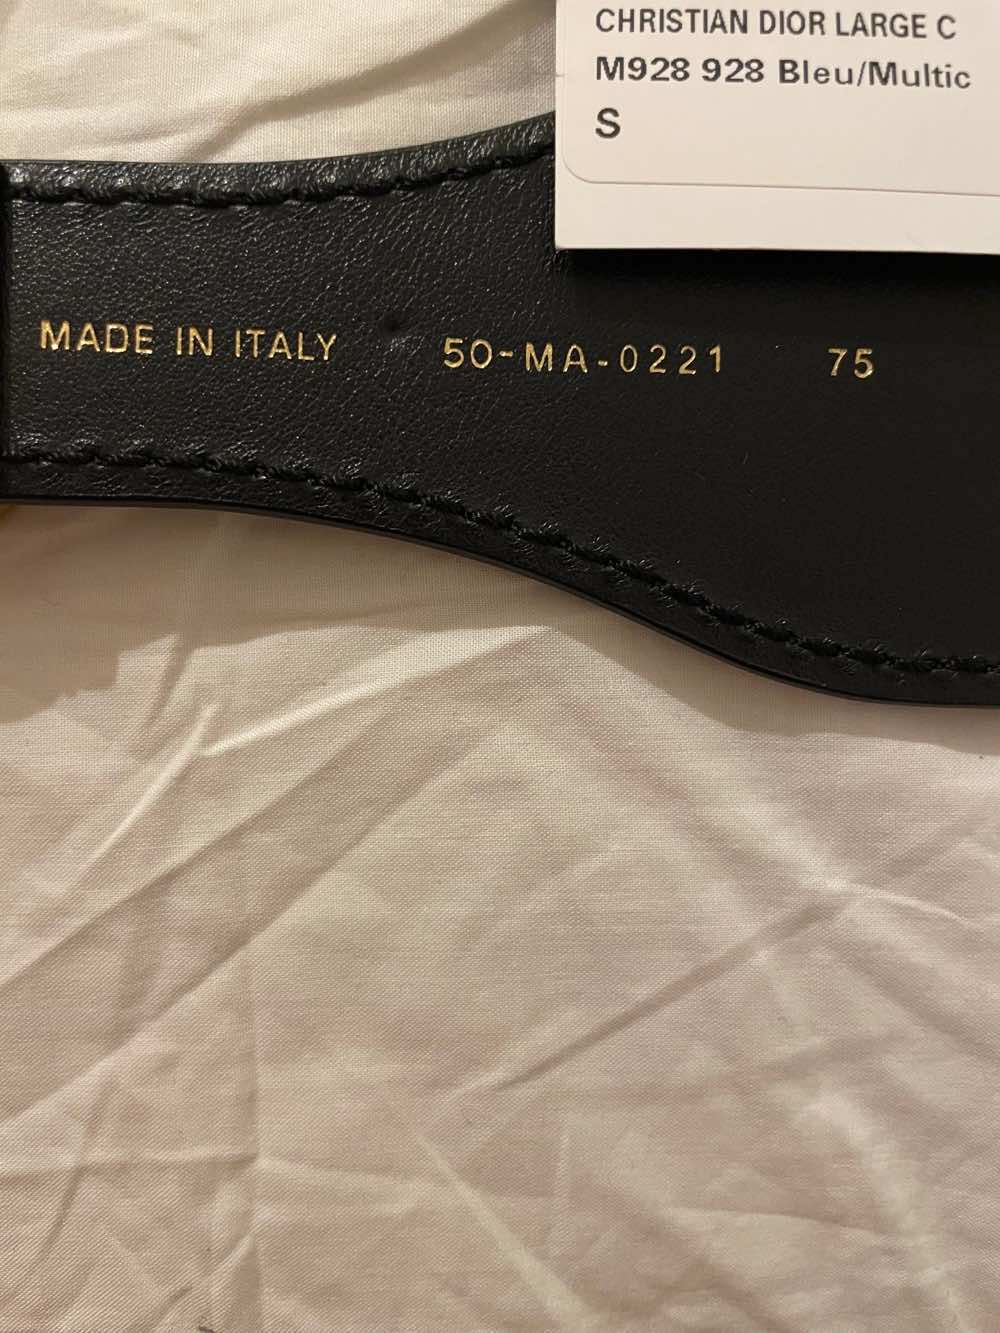 CHRISTIAN DIOR LARGE C
M928 928 Bleu/Multic
S
MADE IN ITALY 50-MA-0221 75